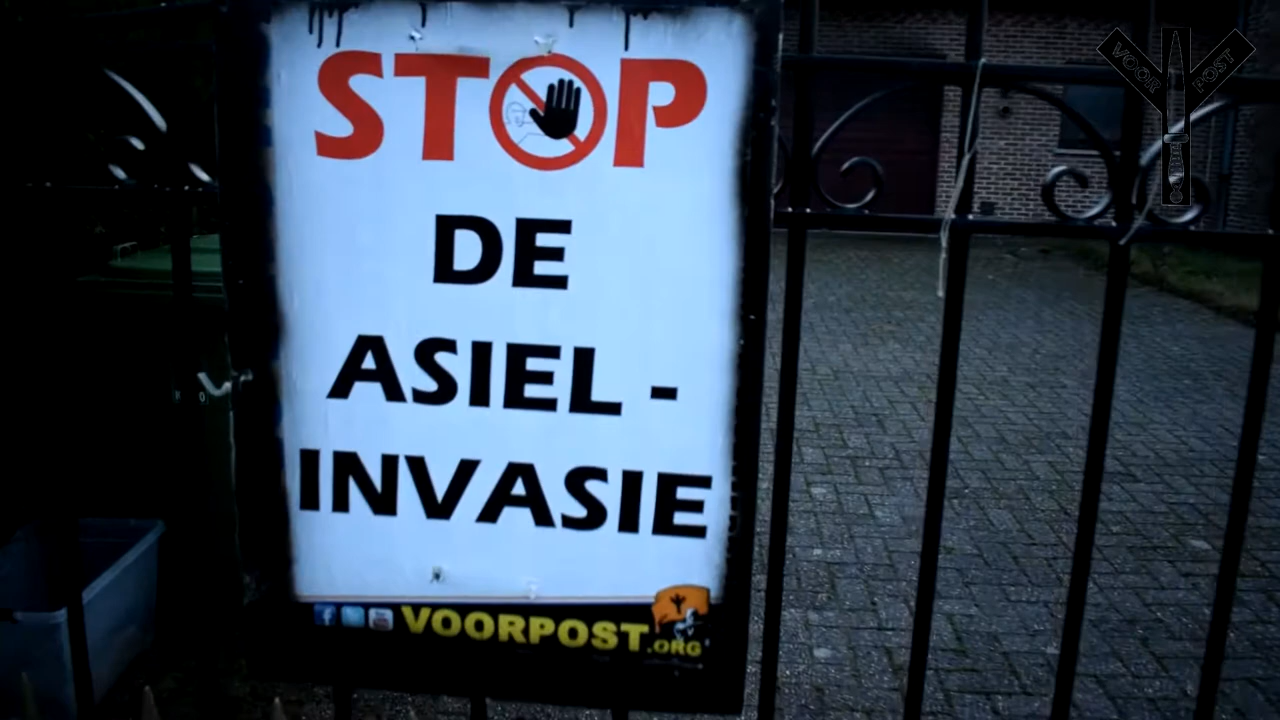 STOP
DE
ASIEL -
INVASIE
VOORPOST.ORG
VOOR POST